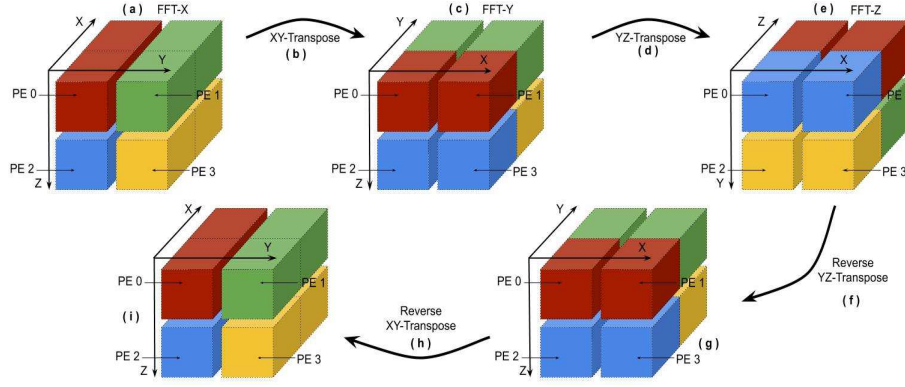 ( a ) FFT-X
X
Y
PE 0
PE 1
PE 2
PE 3
Z
XY-Transpose
( b )
( c ) FFT-Y
Y
X
PE 0
PE 1
PE 2
PE 3
Z
YZ-Transpose
( d )
( e ) FFT-Z
Z
X
PE 0
PE
PE 2
PE 3
Y
Reverse
YZ-Transpose
( f )
Y
X
PE 0
PE 1
( g )
PE 2
PE 3
Z
Reverse
XY-Transpose
( h )
X
Y
PE 0
PE 1
( i )
PE 2
PE 3
Z